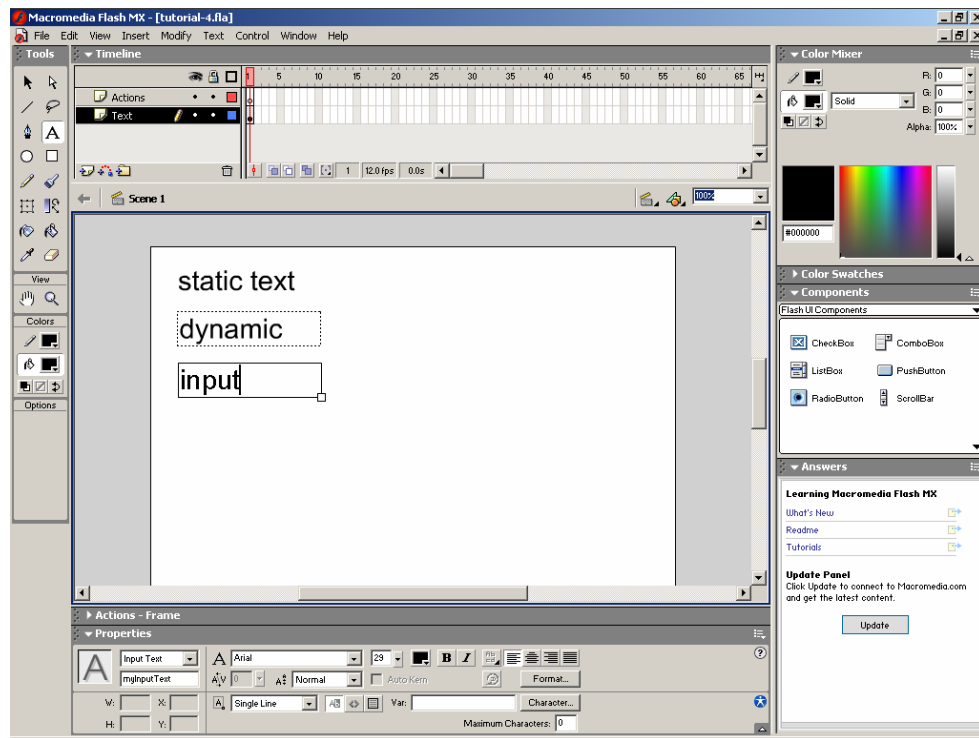 Macromedia Flash MX - [tutorial-4.fla]
File Edit View Insert Modify Text Control Window Help
Tools
Timeline
1 5 10 15 20 25 30 35 40 45 50 55 60 65
Actions
Text
1 12.0 fps 0.0s
Scene 1
100%
View
Colors
Options
static text
dynamic
input
Color Mixer
R: 0
Solid
G: 0
B: 0
Alpha: 100%
#000000
Color Swatches
Components
Flash UI Components
CheckBox ComboBox
ListBox PushButton
RadioButton ScrollBar
Answers
Learning Macromedia Flash MX
What's New
Readme
Tutorials
Update Panel
Click Update to connect to Macromedia.com
and get the latest content.
Update
Actions - Frame
Properties
A Input Text A Arial 29 B I
myInputText A V 0 Normal Auto Kern Format...
W: X: Single Line Var: Character...
H: Y: Maximum Characters: 0